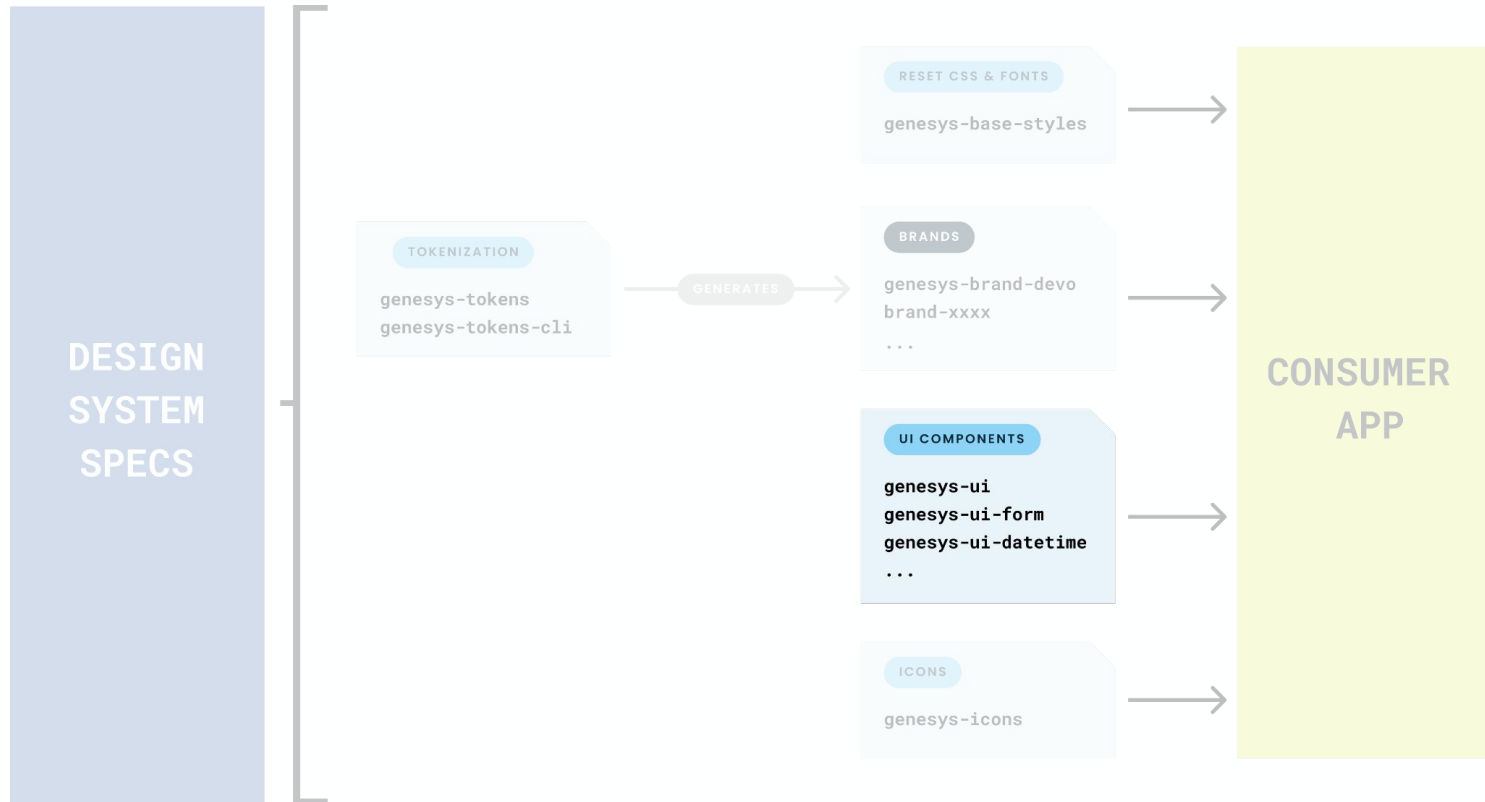 DESIGN
SYSTEM
SPECS
TOKENIZATION
genesys-tokens
genesys-tokens-cli
GENERATES
RESET CSS & FONTS
genesys-base-styles
BRANDS
genesys-brand-devo
brand-xxxx
...
UI COMPONENTS
genesys-ui
genesys-ui-form
genesys-ui-datetime
...
ICONS
genesys-icons
CONSUMER
APP